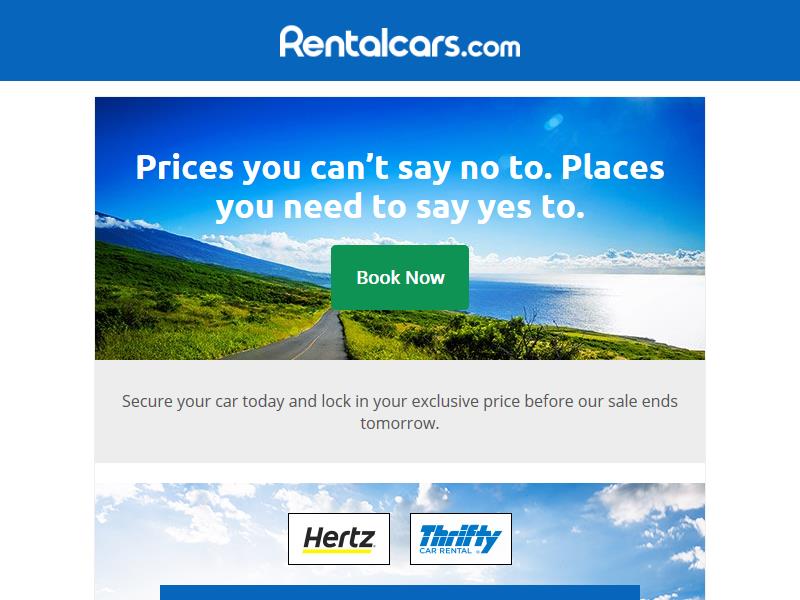 Rentalcars.com
Prices you can’t say no to. Places
you need to say yes to.
Book Now
Secure your car today and lock in your exclusive price before our sale ends
tomorrow.
Hertz
Thrifty
CAR RENTAL